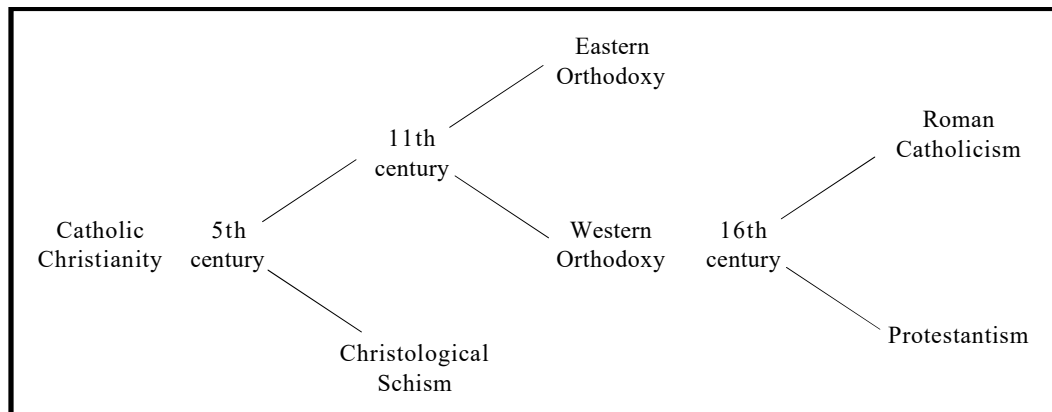 Eastern
Orthodoxy
11th
century
Roman
Catholicism
Catholic
Christianity
5th
century
Western
Orthodoxy
16th
century
Christological
Schism
Protestantism